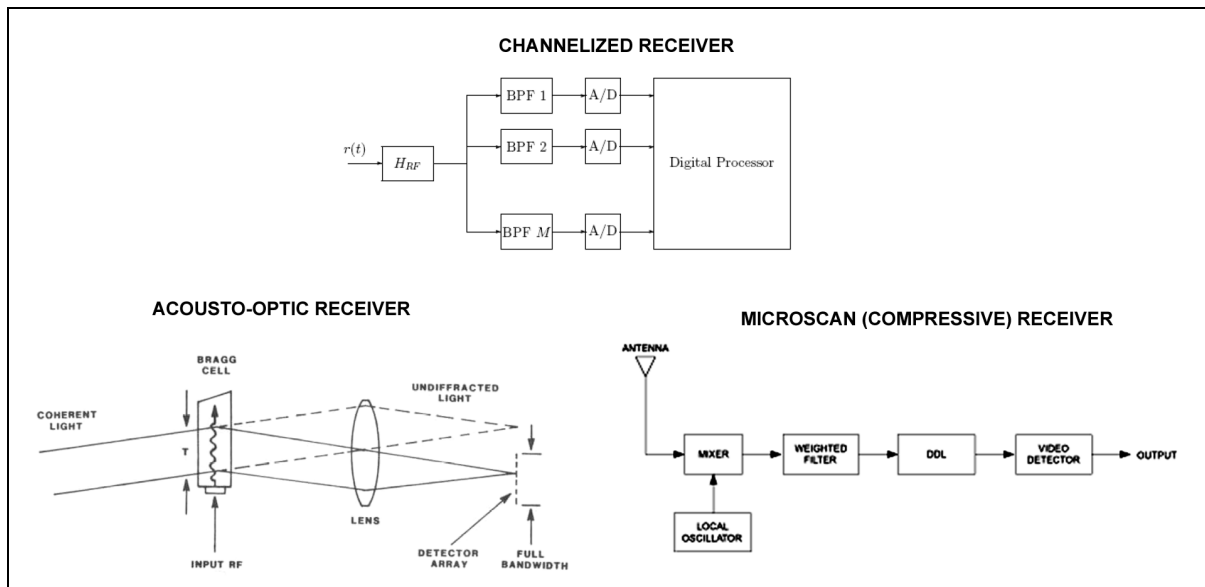 CHANNELIZED RECEIVER
r(t)
H_RF
BPF 1
A/D
BPF 2
A/D
BPF M
A/D
Digital Processor
ACOUSTO-OPTIC RECEIVER
BRAGG
CELL
COHERENT
LIGHT
T
UNDIFFRACTED
LIGHT
LENS
INPUT RF
DETECTOR
ARRAY
FULL
BANDWIDTH
MICROSCAN (COMPRESSIVE) RECEIVER
ANTENNA
MIXER
WEIGHTED
FILTER
DDL
VIDEO
DETECTOR
OUTPUT
LOCAL
OSCILLATOR